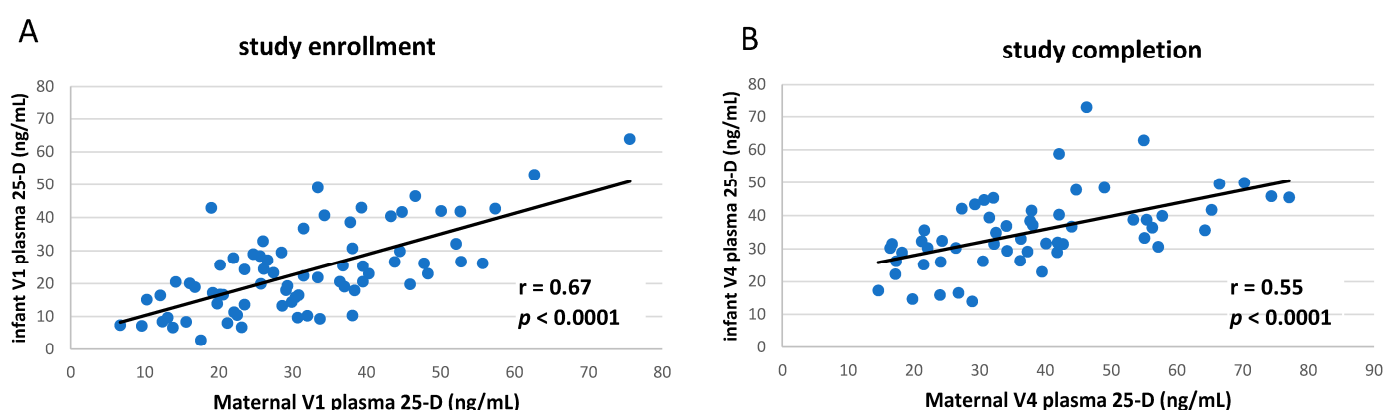 A
study enrollment
infant V1 plasma 25-D (ng/mL)
80
70
60
50
40
30
20
10
0
r = 0.67
p < 0.0001
0 10 20 30 40 50 60 70 80
Maternal V1 plasma 25-D (ng/mL)
B
study completion
infant V4 plasma 25-D (ng/mL)
80
70
60
50
40
30
20
10
0
r = 0.55
p < 0.0001
0 10 20 30 40 50 60 70 80 90
Maternal V4 plasma 25-D (ng/mL)